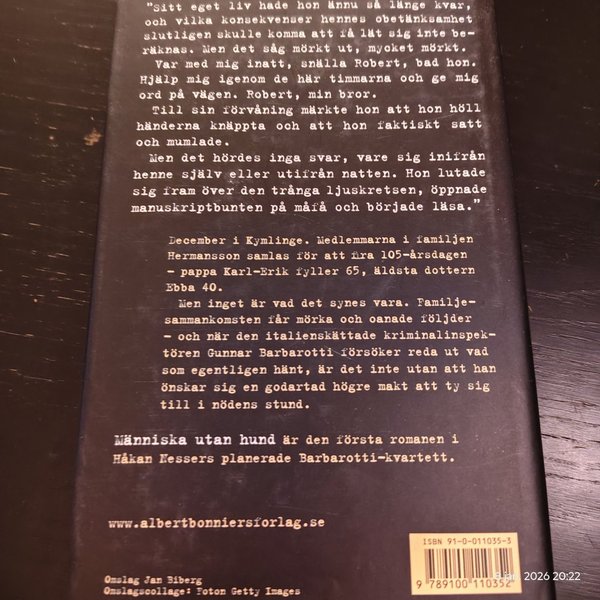 "Sitt eget liv hade hon ännu så länge kvar,
och vilka konsekvenser hennes obetänksamhet
slutligen skulle komma att få lät sig inte be-
räknas. Men det såg mörkt ut, mycket mörkt.
Var med mig inatt, snälla Robert, bad hon.
Hjälp mig igenom de här timmarna och ge mig
ord på vägen. Robert, min bror.
Till sin förvåning märkte hon att hon höll
händerna knäppta och att hon faktiskt satt
och mumlade.
Men det hördes inga svar, vare sig inifrån
henne själv eller utifrån natten. Hon lutade
sig fram över den trånga ljuskretsen, öppnade
manuskriptbunten på måfå och började läsa."
December i Kymlinge. Medlemmarna i familjen
Hermansson samlas för att fira 105-årsdagen
– pappa Karl-Erik fyller 65, äldsta dottern
Ebba 40.
Men inget är vad det synes vara. Familje-
sammankomsten får mörka och oanade följder
– och när den italienskättade kriminalinspek-
tören Gunnar Barbarotti försöker reda ut vad
som egentligen hänt, är det inte utan att han
önskar sig en godartad högre makt att ty sig
till i nödens stund.
Människa utan hund är den första romanen i
Håkan Nessers planerade Barbarotti-kvartett.
www.albertbonniersforlag.se
ISBN 91-0-011035-3
9 789100 110352
Omslag Jan Biberg
Omslagscollage: Foton Getty Images
2026 20:22